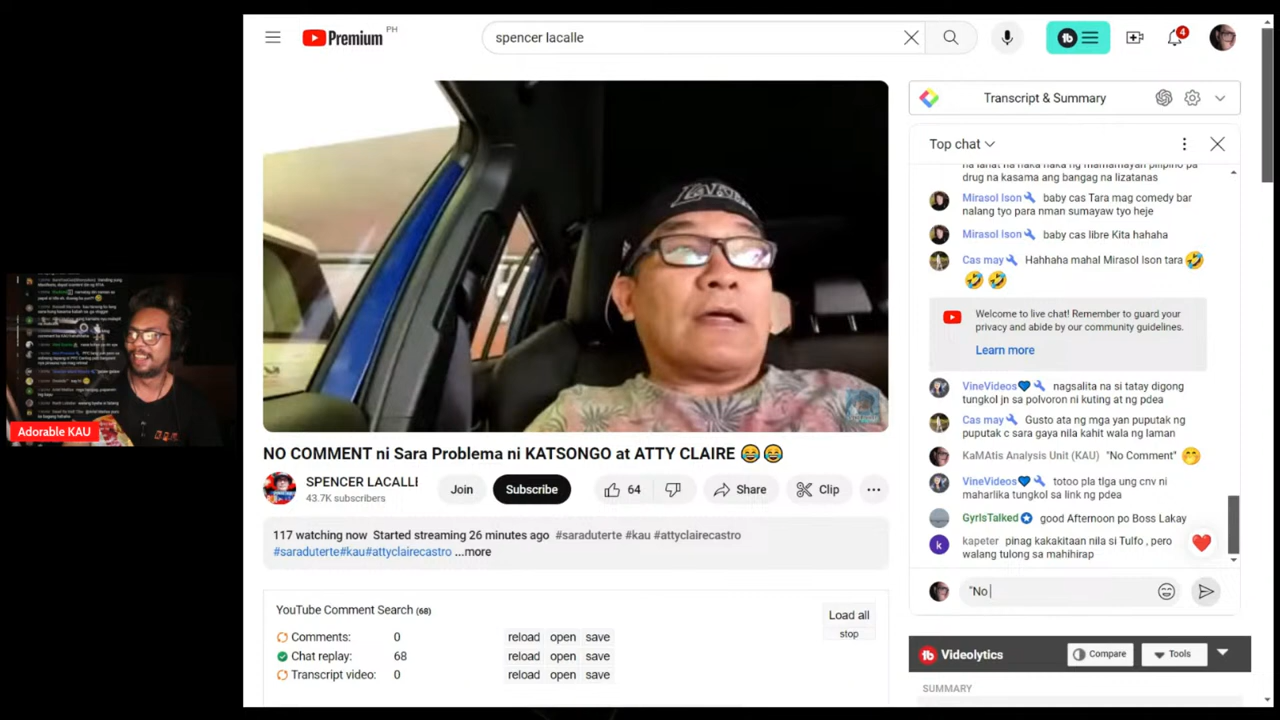 Premium PH
spencer lacalle
4
Transcript & Summary
Top chat
drug na kasama ang bangag na lizatanas
Mirasol Ison baby cas Tara mag comedy bar
nalang tyo para nman sumayaw tyo heje
Mirasol Ison baby cas libre Kita hahaha
Cas may Hahhaha mahal Mirasol Ison tara
Welcome to live chat! Remember to guard your
privacy and abide by our community guidelines.
Learn more
VineVideos nagsalita na si tatay digong
tungkol jn sa polvoron ni kuting at ng pdea
Cas may Gusto ata ng mga yan puputak ng
puputak c sara gaya nila kahit wala ng laman
KaMAtis Analysis Unit (KAU) "No Comment"
VineVideos totoo pla tlga ung cnv ni
maharlika tungkol sa link ng pdea
GyrlsTalked good Afternoon po Boss Lakay
kapeter pinag kakakitaan nila si Tulfo , pero
walang tulong sa mahihirap
"No
Adorable KAU
NO COMMENT ni Sara Problema ni KATSONGO at ATTY CLAIRE
SPENCER LACALLI
43.7K subscribers
Join
Subscribe
64
Share
Clip
117 watching now Started streaming 26 minutes ago #saraduterte #kau #attyclairecastro
#saraduterte#kau#attyclairecastro ...more
YouTube Comment Search (68)
Load all
stop
Comments: 0 reload open save
Chat replay: 68 reload open save
Transcript video: 0 reload open save
Videolytics
Compare
Tools
SUMMARY